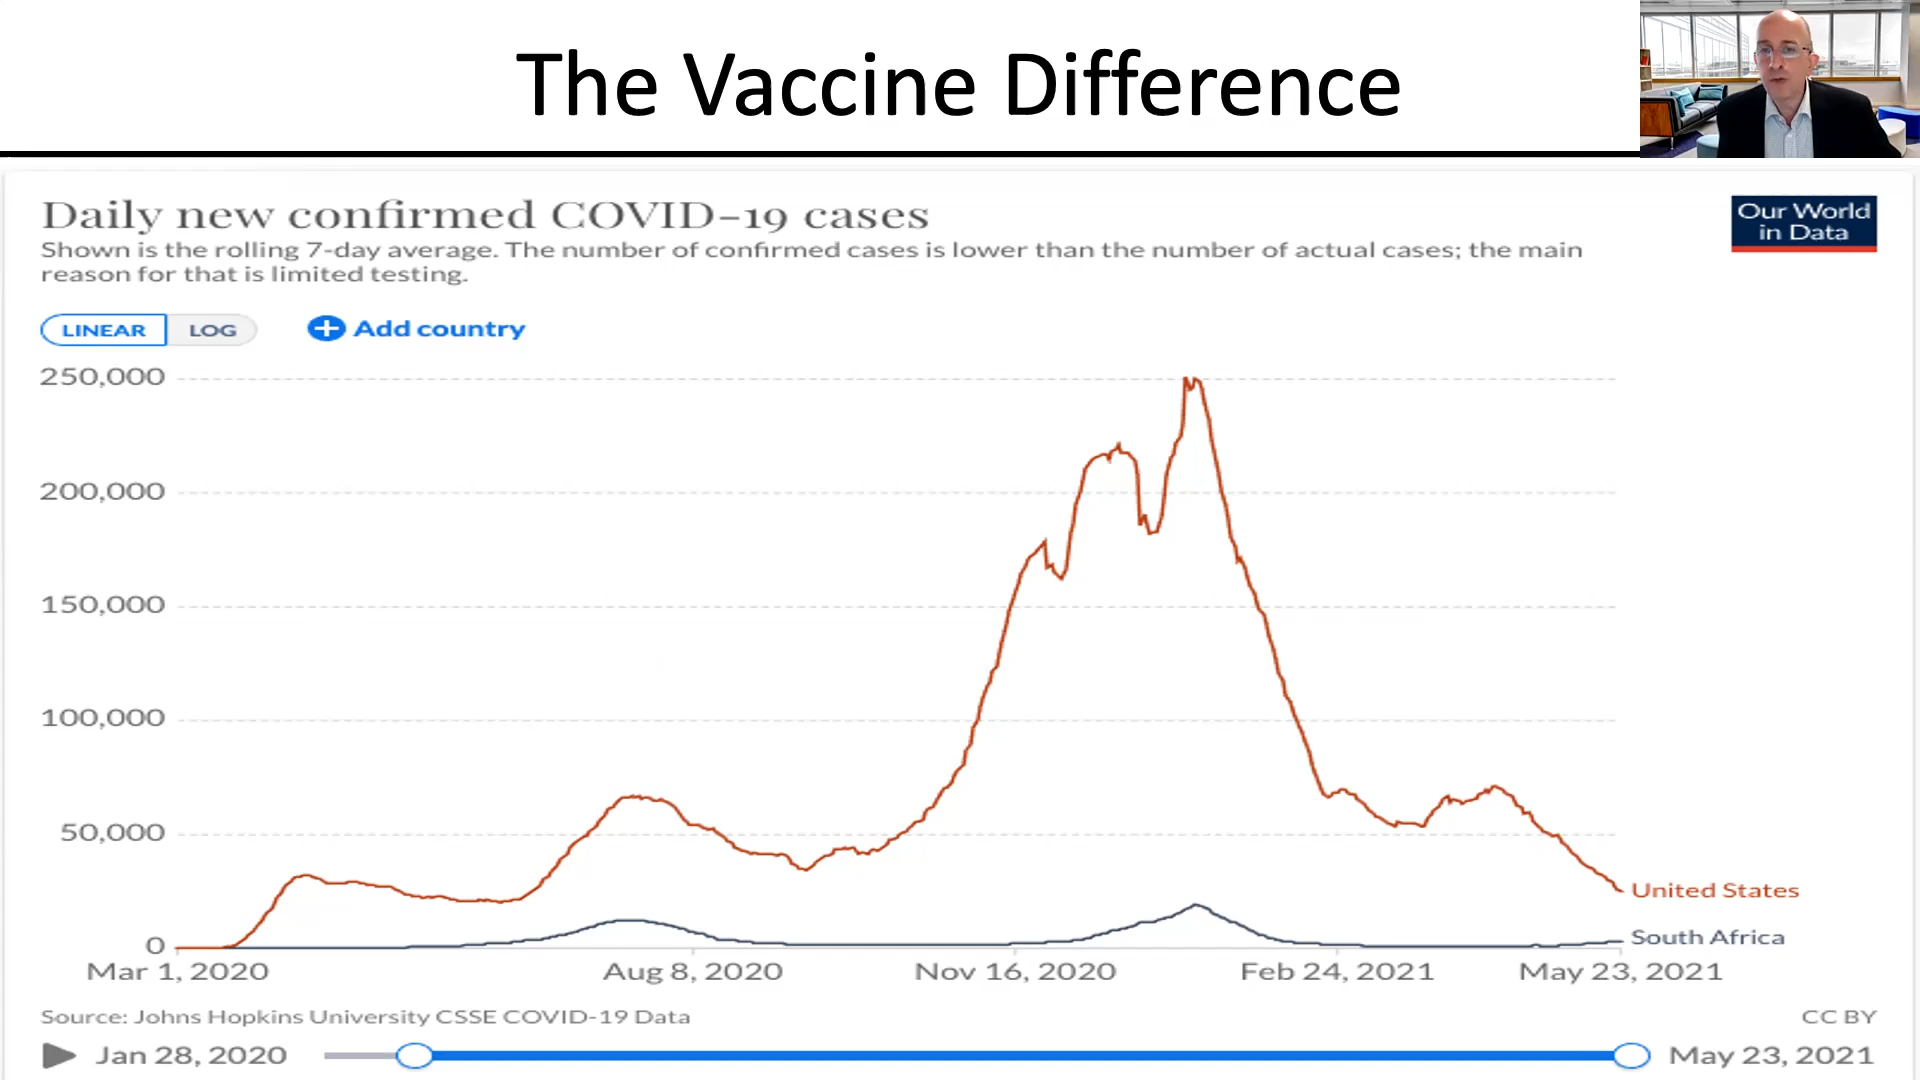 The Vaccine Difference
Daily new confirmed COVID-19 cases
Our World
in Data
Shown is the rolling 7-day average. The number of confirmed cases is lower than the number of actual cases; the main
reason for that is limited testing.
LINEAR LOG + Add country
250,000
200,000
150,000
100,000
50,000
0
United States
South Africa
Mar 1, 2020 Aug 8, 2020 Nov 16, 2020 Feb 24, 2021 May 23, 2021
Source: Johns Hopkins University CSSE COVID-19 Data CC BY
Jan 28, 2020 May 23, 2021